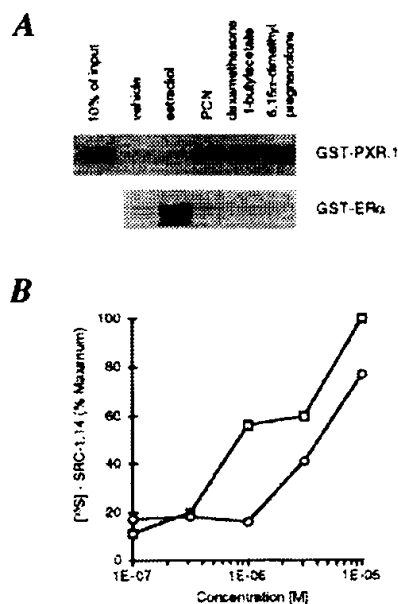 A
10% of input
vehicle
estradiol
PCN
dexamethasone
t-butylacetate
6,16α-dimethyl
pregnenolone
GST-PXR.1
GST-ERα
B
[³⁵S] - SRC-1.14 (% Maximum)
100
80
60
40
20
0
1E-07
1E-06
1E-05
Concentration [M]